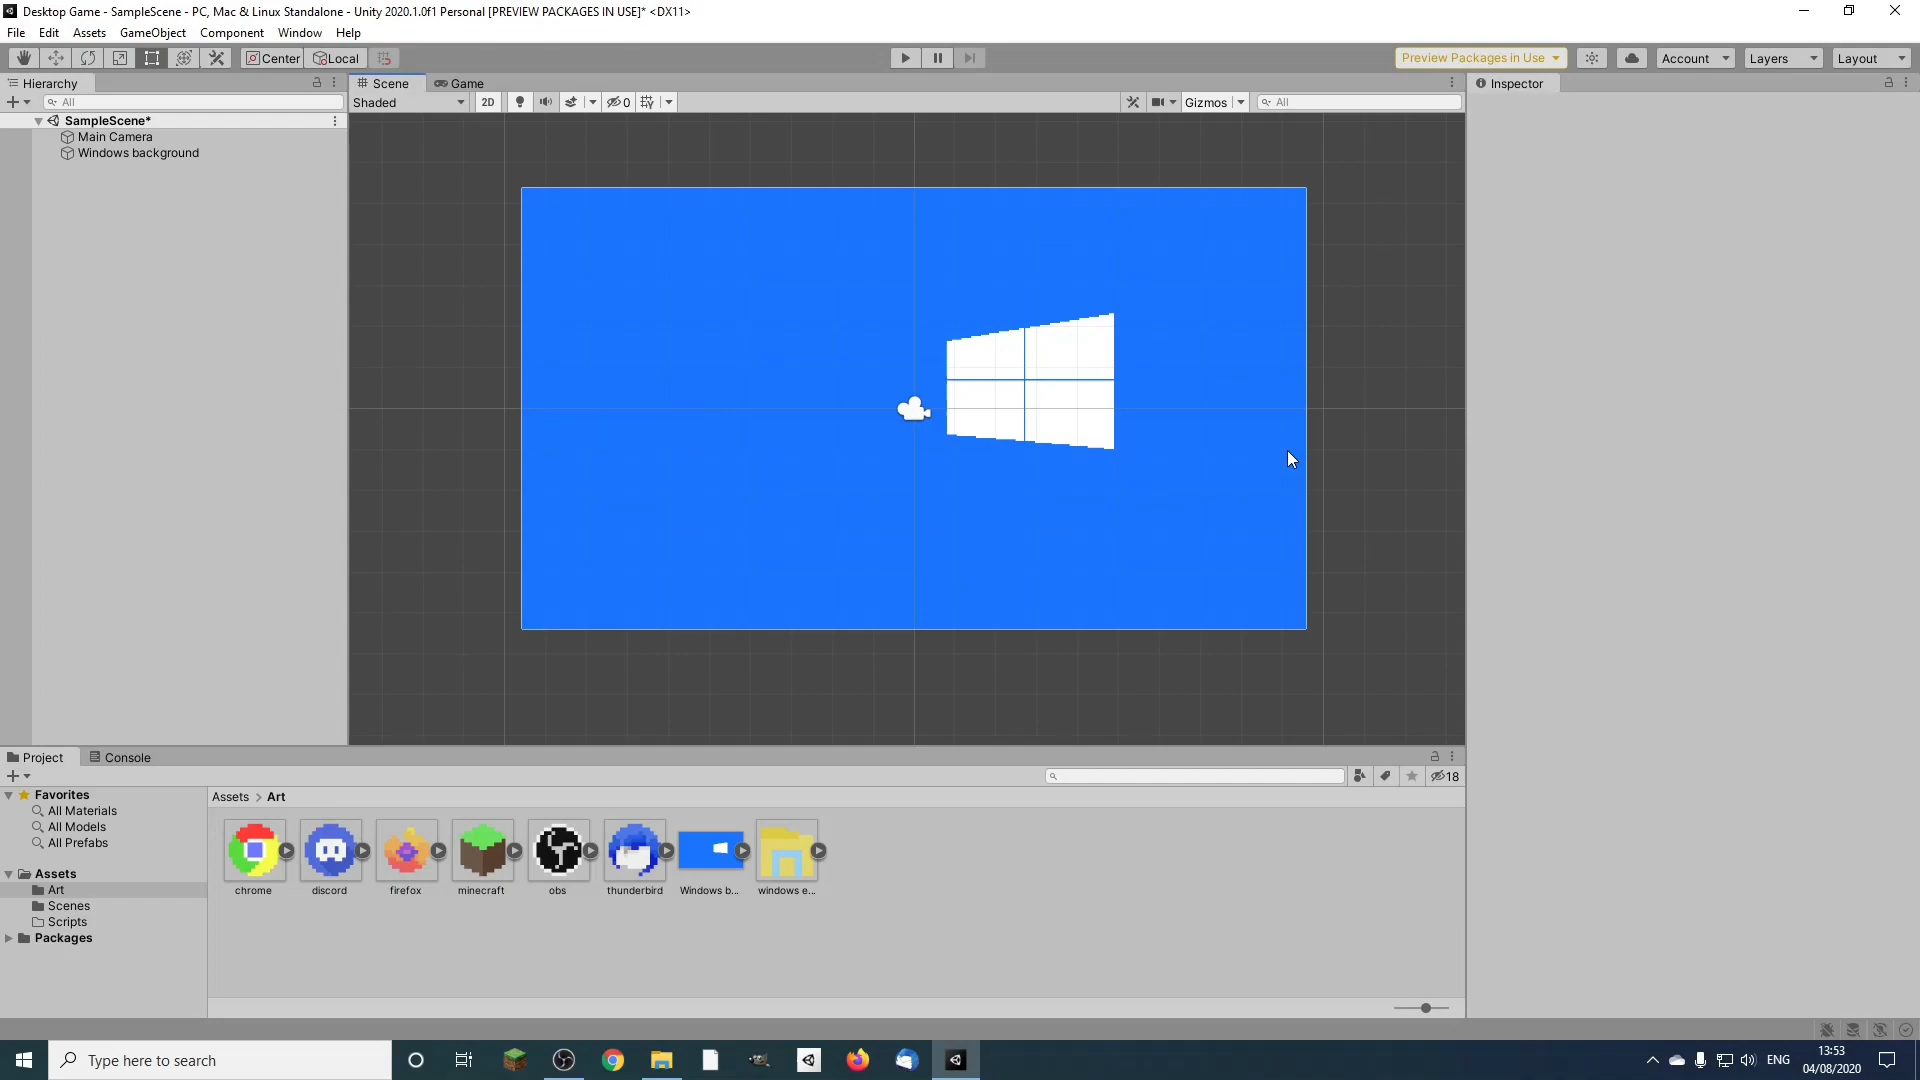 Desktop Game - SampleScene - PC, Mac & Linux Standalone - Unity 2020.1.0f1 Personal [PREVIEW PACKAGES IN USE]* <DX11>
File Edit Assets GameObject Component Window Help
Center Local Preview Packages in Use Account Layers Layout
Hierarchy Scene Game Inspector
All Shaded 2D 0 Gizmos All
SampleScene*
Main Camera
Windows background
Project Console
18
Favorites Assets > Art
All Materials
All Models
All Prefabs
Assets
Art chrome discord firefox minecraft obs thunderbird Windows b... windows e...
Scenes
Scripts
Packages
Type here to search ENG 13:53
04/08/2020